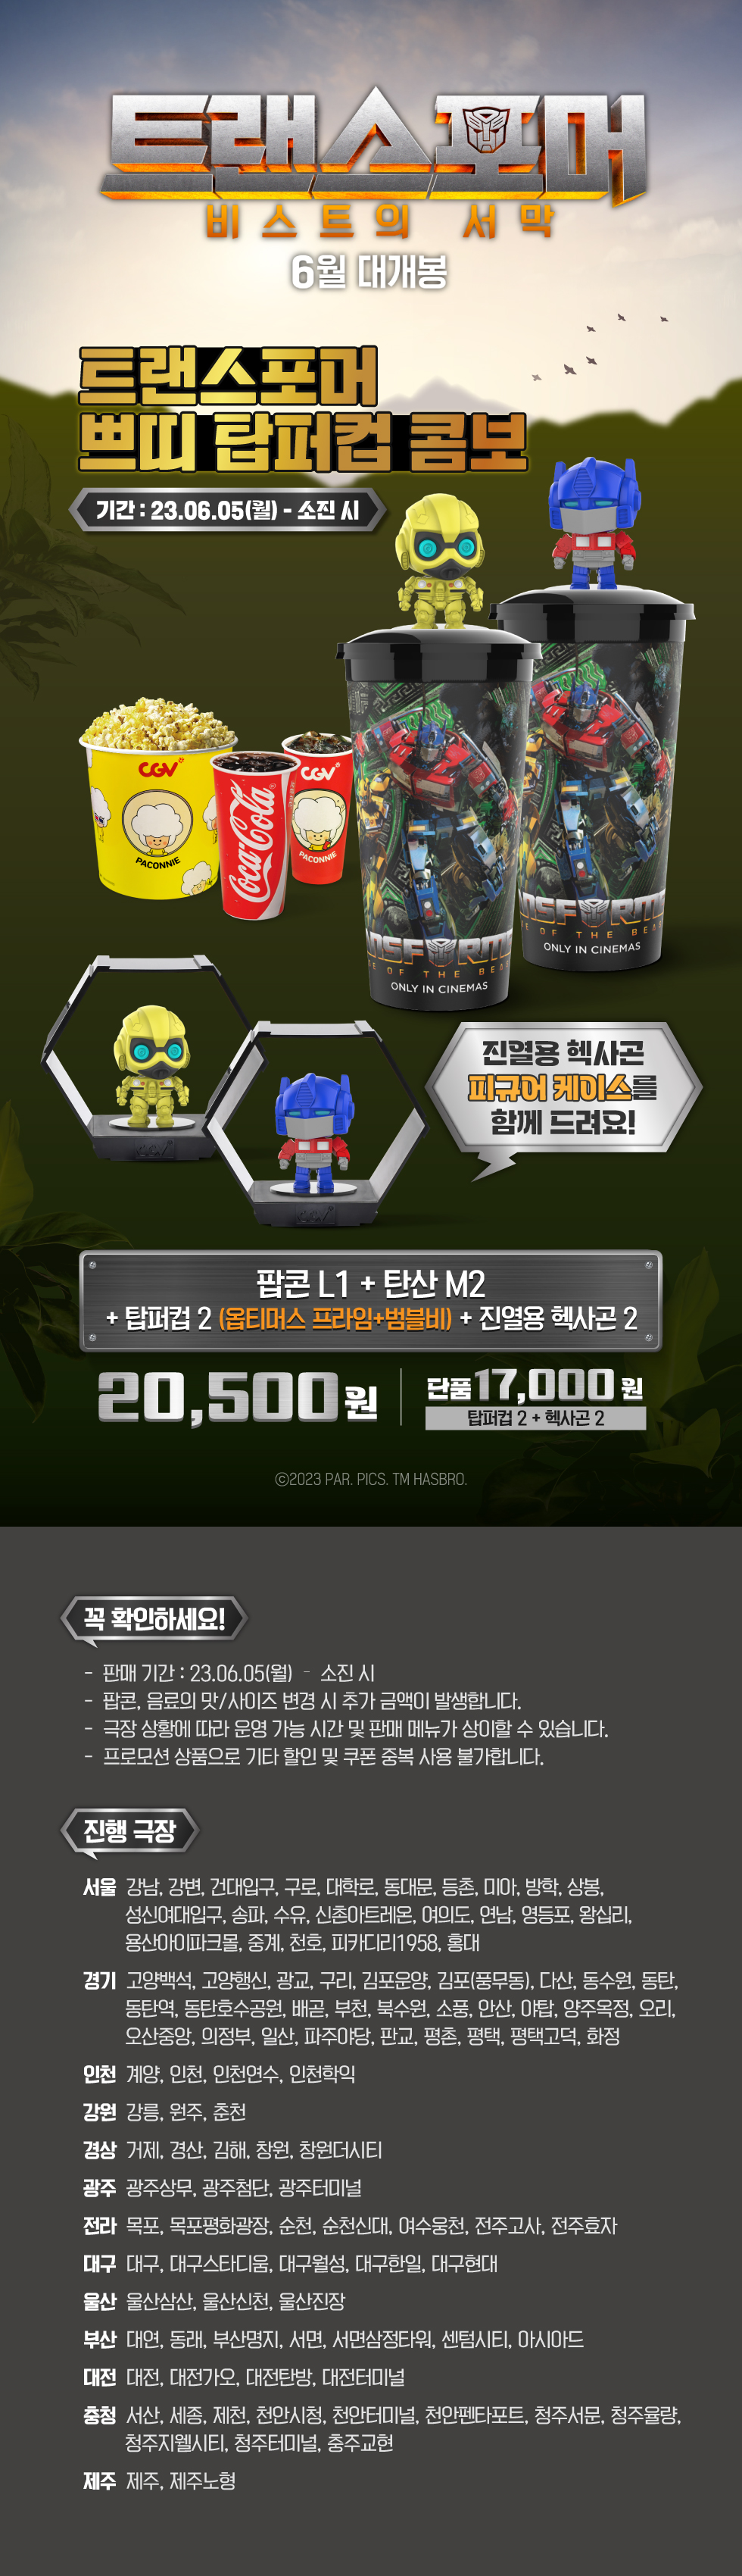 트랜스포머
비스트의 서막
6월 대개봉
트랜스포머
쁘띠 탑퍼컵 콤보
기간 : 23.06.05(월) - 소진 시
CGV
PACONNIE
Coca-Cola
CGV
PACONNIE
ONLY IN CINEMAS
ONLY IN CINEMAS
진열용 헥사곤
피규어 케이스를
함께 드려요!
CGV
CGV
팝콘 L1 + 탄산 M2
+ 탑퍼컵 2 (옵티머스 프라임+범블비) + 진열용 헥사곤 2
20,500원
단품 17,000 원
탑퍼컵 2 + 헥사곤 2
©2023 PAR. PICS. TM HASBRO.
꼭 확인하세요!
- 판매 기간 : 23.06.05(월) - 소진 시
- 팝콘, 음료의 맛/사이즈 변경 시 추가 금액이 발생합니다.
- 극장 상황에 따라 운영 가능 시간 및 판매 메뉴가 상이할 수 있습니다.
- 프로모션 상품으로 기타 할인 및 쿠폰 중복 사용 불가합니다.
진행 극장
서울 강남, 강변, 건대입구, 구로, 대학로, 동대문, 등촌, 미아, 방학, 상봉,
성신여대입구, 송파, 수유, 신촌아트레온, 여의도, 연남, 영등포, 왕십리,
용산아이파크몰, 중계, 천호, 피카디리1958, 홍대
경기 고양백석, 고양행신, 광교, 구리, 김포운양, 김포(풍무동), 다산, 동수원, 동탄,
동탄역, 동탄호수공원, 배곧, 부천, 북수원, 소풍, 안산, 야탑, 양주옥정, 오리,
오산중앙, 의정부, 일산, 파주야당, 판교, 평촌, 평택, 평택고덕, 화정
인천 계양, 인천, 인천연수, 인천학익
강원 강릉, 원주, 춘천
경상 거제, 경산, 김해, 창원, 창원더시티
광주 광주상무, 광주첨단, 광주터미널
전라 목포, 목포평화광장, 순천, 순천신대, 여수웅천, 전주고사, 전주효자
대구 대구, 대구스타디움, 대구월성, 대구한일, 대구현대
울산 울산삼산, 울산신천, 울산진장
부산 대연, 동래, 부산명지, 서면, 서면삼정타워, 센텀시티, 아시아드
대전 대전, 대전가오, 대전탄방, 대전터미널
충청 서산, 세종, 제천, 천안시청, 천안터미널, 천안펜타포트, 청주서문, 청주율량,
청주지웰시티, 청주터미널, 충주교현
제주 제주, 제주노형